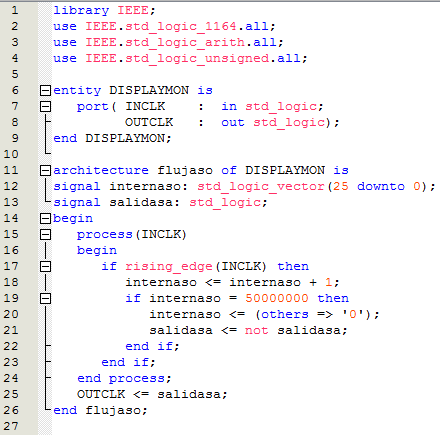 1 library IEEE;
2 use IEEE.std_logic_1164.all;
3 use IEEE.std_logic_arith.all;
4 use IEEE.std_logic_unsigned.all;
5
6 entity DISPLAYMON is
7    port( INCLK    :  in std_logic;
8          OUTCLK   :  out std_logic);
9 end DISPLAYMON;
10
11 architecture flujaso of DISPLAYMON is
12 signal internaso: std_logic_vector(25 downto 0);
13 signal salidasa: std_logic;
14 begin
15    process(INCLK)
16    begin
17       if rising_edge(INCLK) then
18          internaso <= internaso + 1;
19          if internaso = 50000000 then
20             internaso <= (others => '0');
21             salidasa <= not salidasa;
22          end if;
23       end if;
24    end process;
25    OUTCLK <= salidasa;
26 end flujaso;
27